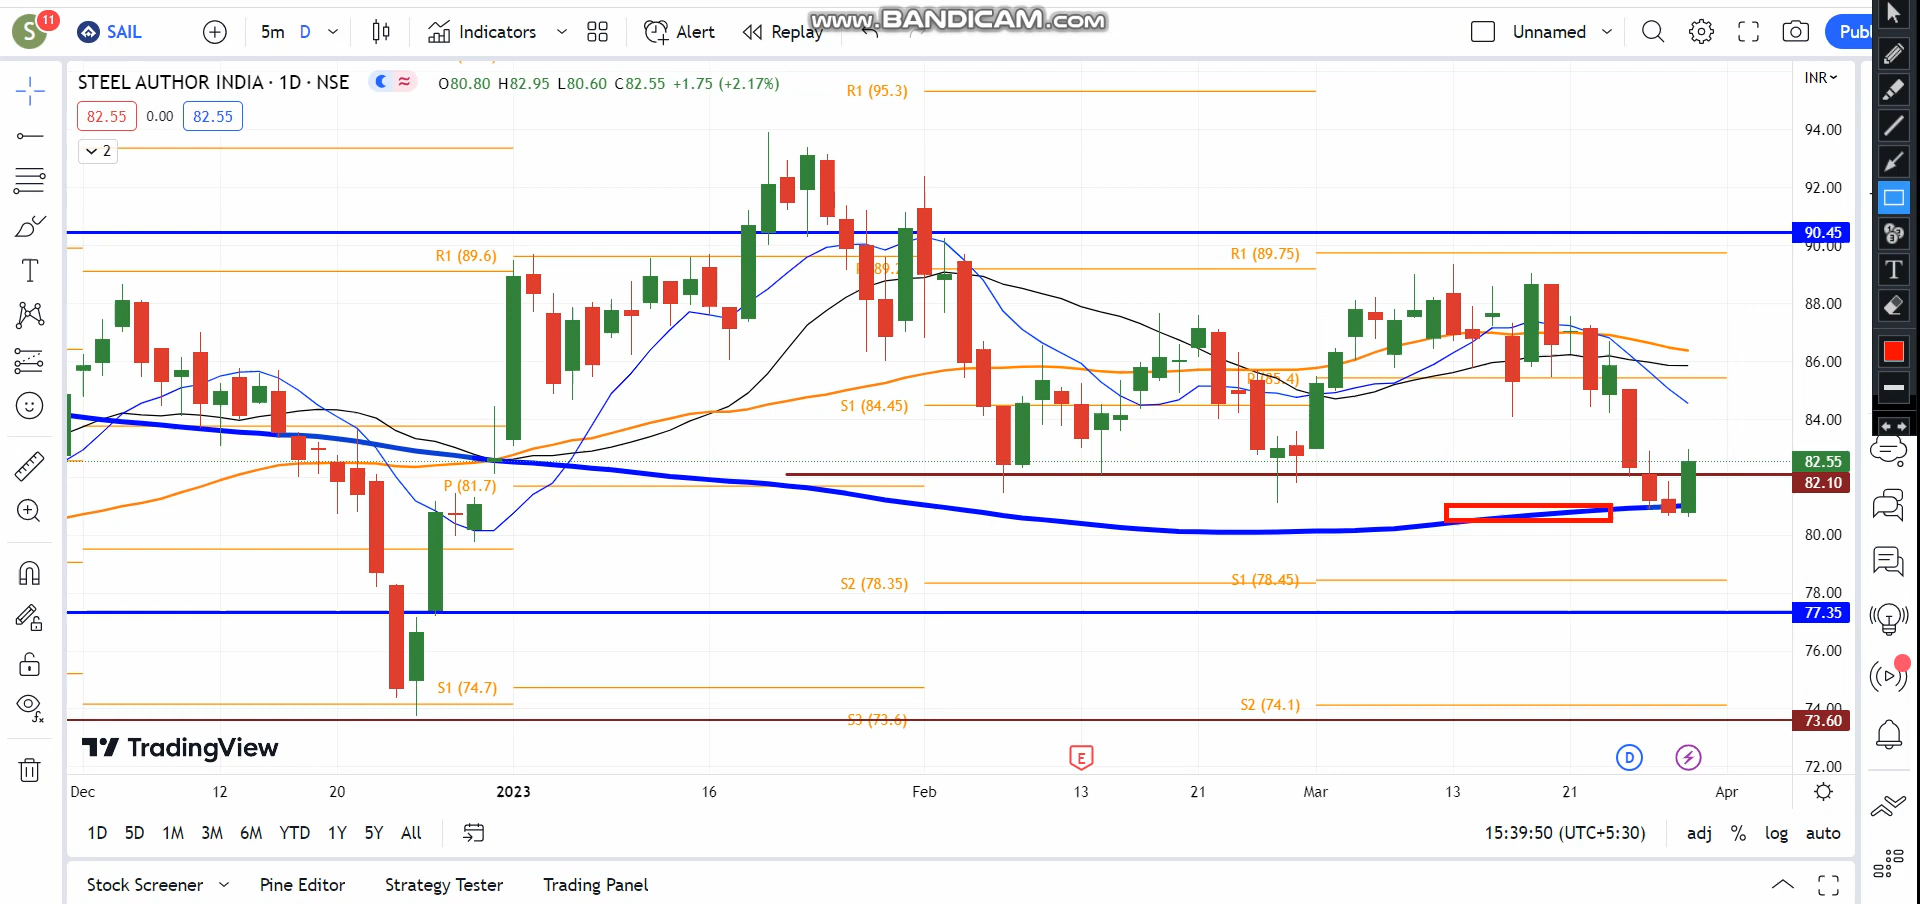 S
11
SAIL
5m
D
Indicators
Alert
Replay
www.BANDICAM.com
Unnamed
Publ
STEEL AUTHOR INDIA · 1D · NSE
O80.80 H82.95 L80.60 C82.55 +1.75 (+2.17%)
INR
82.55
0.00
82.55
2
R1 (95.3)
94.00
92.00
90.45
90.00
R1 (89.6)
R1 (89.75)
88.00
86.00
S1 (84.45)
84.00
82.55
82.10
P (81.7)
80.00
S2 (78.35)
S1 (78.45)
78.00
77.35
76.00
S1 (74.7)
S2 (74.1)
74.00
S3 (73.6)
73.60
72.00
TradingView
E
D
Dec
12
20
2023
16
Feb
13
21
Mar
13
21
Apr
1D
5D
1M
3M
6M
YTD
1Y
5Y
All
15:39:50 (UTC+5:30)
adj
%
log
auto
Stock Screener
Pine Editor
Strategy Tester
Trading Panel